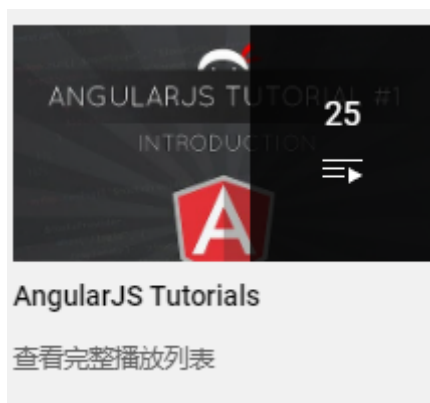 ANGULARJS TUTORIAL #1
25
INTRODUCTION
AngularJS Tutorials
查看完整播放列表